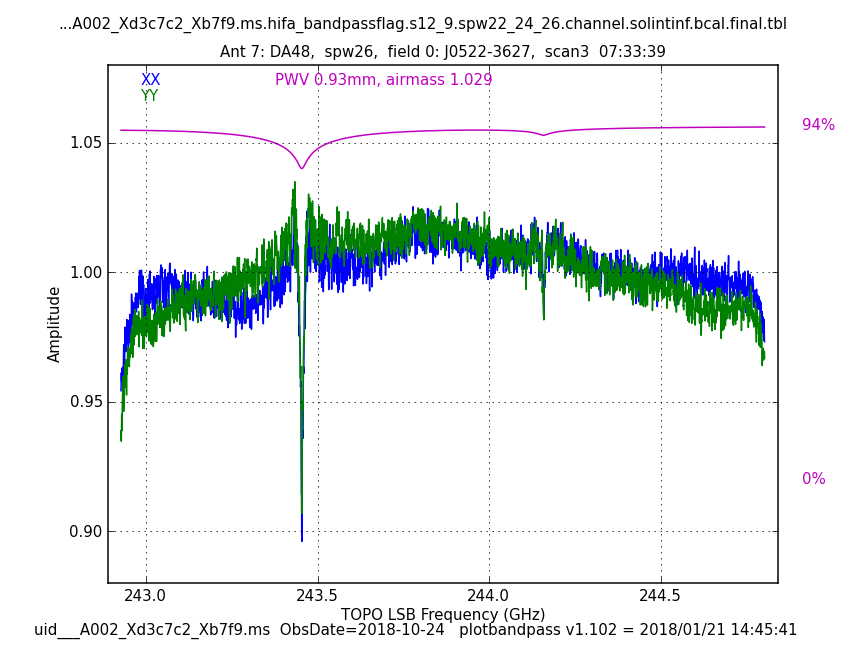 ...A002_Xd3c7c2_Xb7f9.ms.hifa_bandpassflag.s12_9.spw22_24_26.channel.solintinf.bcal.final.tbl
Ant 7: DA48, spw26, field 0: J0522-3627, scan3 07:33:39
XX
PWV 0.93mm, airmass 1.029
YY
94%
1.05
1.00
Amplitude
0.95
0%
0.90
243.0 243.5 244.0 244.5
TOPO LSB Frequency (GHz)
uid___A002_Xd3c7c2_Xb7f9.ms ObsDate=2018-10-24 plotbandpass v1.102 = 2018/01/21 14:45:41